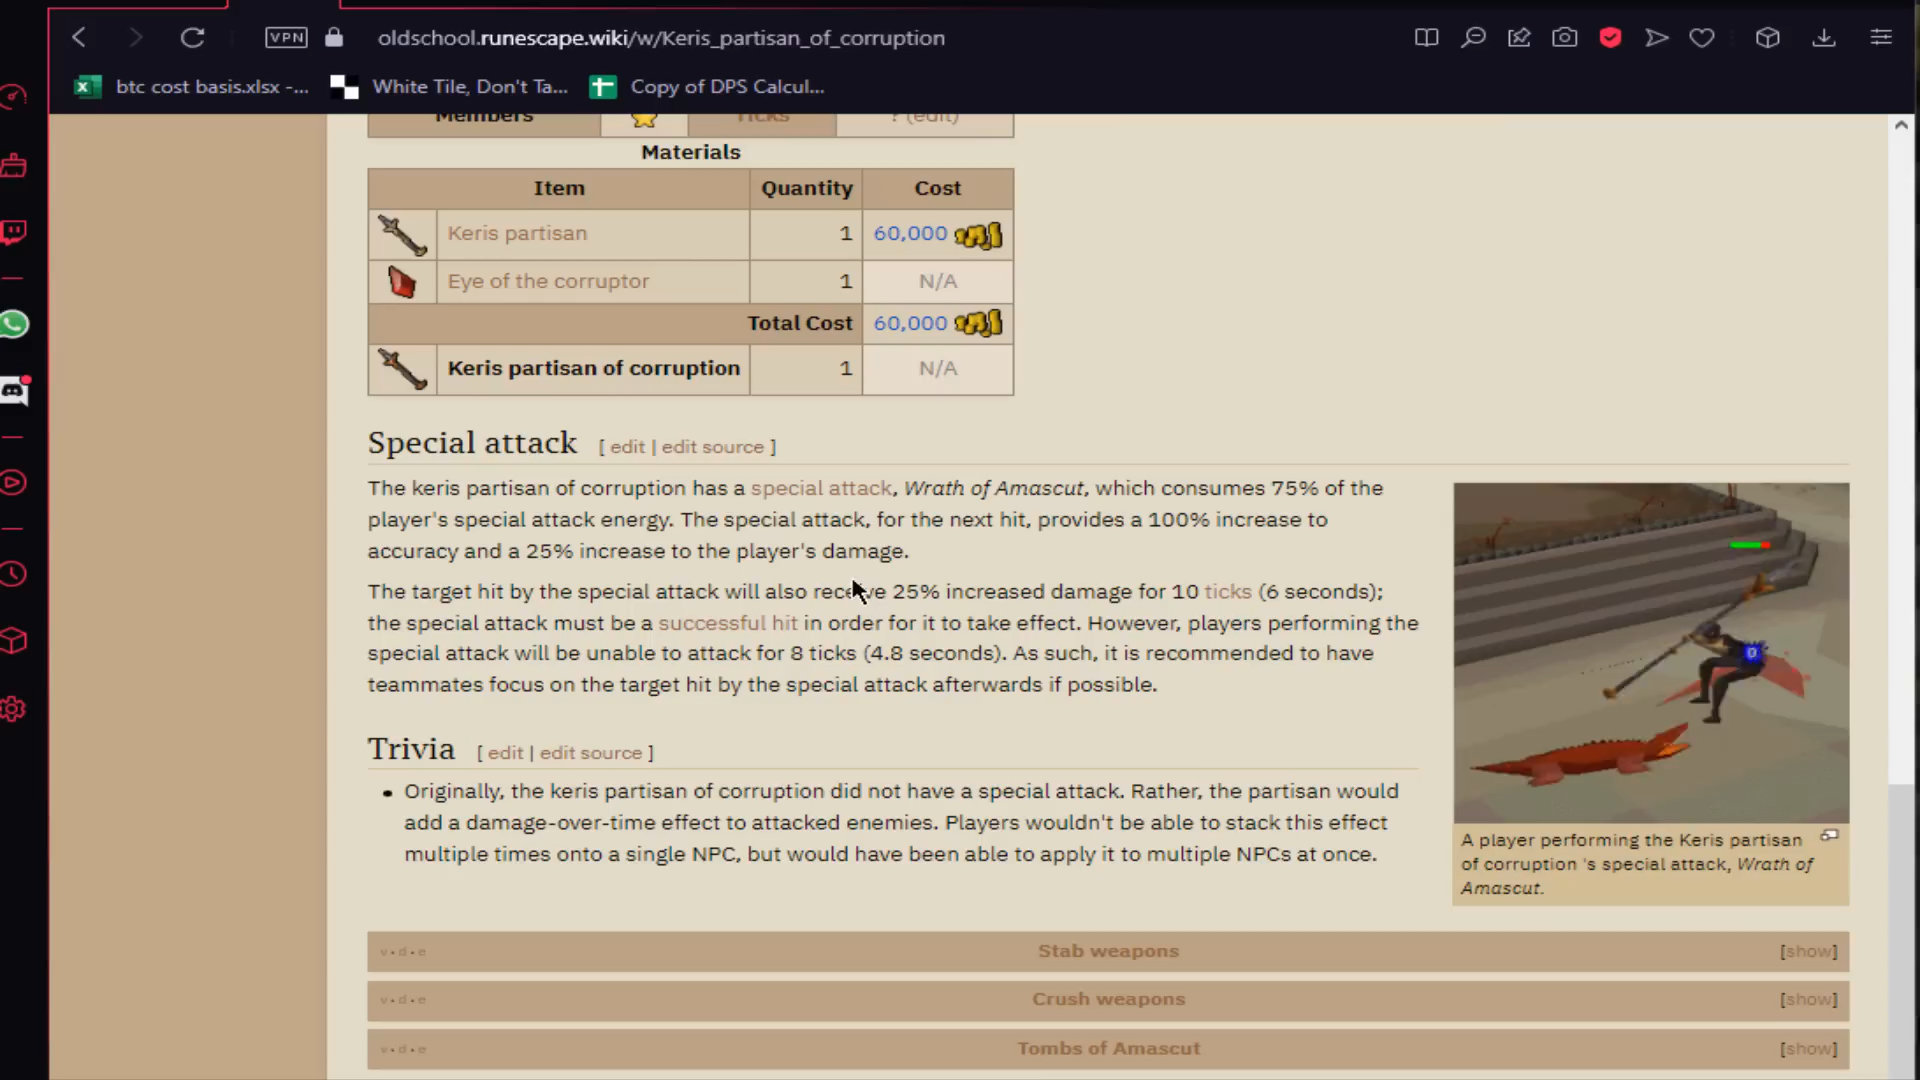 VPN
oldschool.runescape.wiki/w/Keris_partisan_of_corruption
btc cost basis.xlsx -...
White Tile, Don't Ta...
Copy of DPS Calcul...
Members
Ticks
? (edit)
Materials
Item
Quantity
Cost
Keris partisan
1
60,000
Eye of the corruptor
1
N/A
Total Cost
60,000
Keris partisan of corruption
1
N/A
Special attack [ edit | edit source ]
The keris partisan of corruption has a special attack, Wrath of Amascut, which consumes 75% of the
player's special attack energy. The special attack, for the next hit, provides a 100% increase to
accuracy and a 25% increase to the player's damage.
The target hit by the special attack will also receive 25% increased damage for 10 ticks (6 seconds);
the special attack must be a successful hit in order for it to take effect. However, players performing the
special attack will be unable to attack for 8 ticks (4.8 seconds). As such, it is recommended to have
teammates focus on the target hit by the special attack afterwards if possible.
0
A player performing the Keris partisan
of corruption 's special attack, Wrath of
Amascut.
Trivia [ edit | edit source ]
• Originally, the keris partisan of corruption did not have a special attack. Rather, the partisan would
add a damage-over-time effect to attacked enemies. Players wouldn't be able to stack this effect
multiple times onto a single NPC, but would have been able to apply it to multiple NPCs at once.
v • d • e
Stab weapons
[show]
v • d • e
Crush weapons
[show]
v • d • e
Tombs of Amascut
[show]